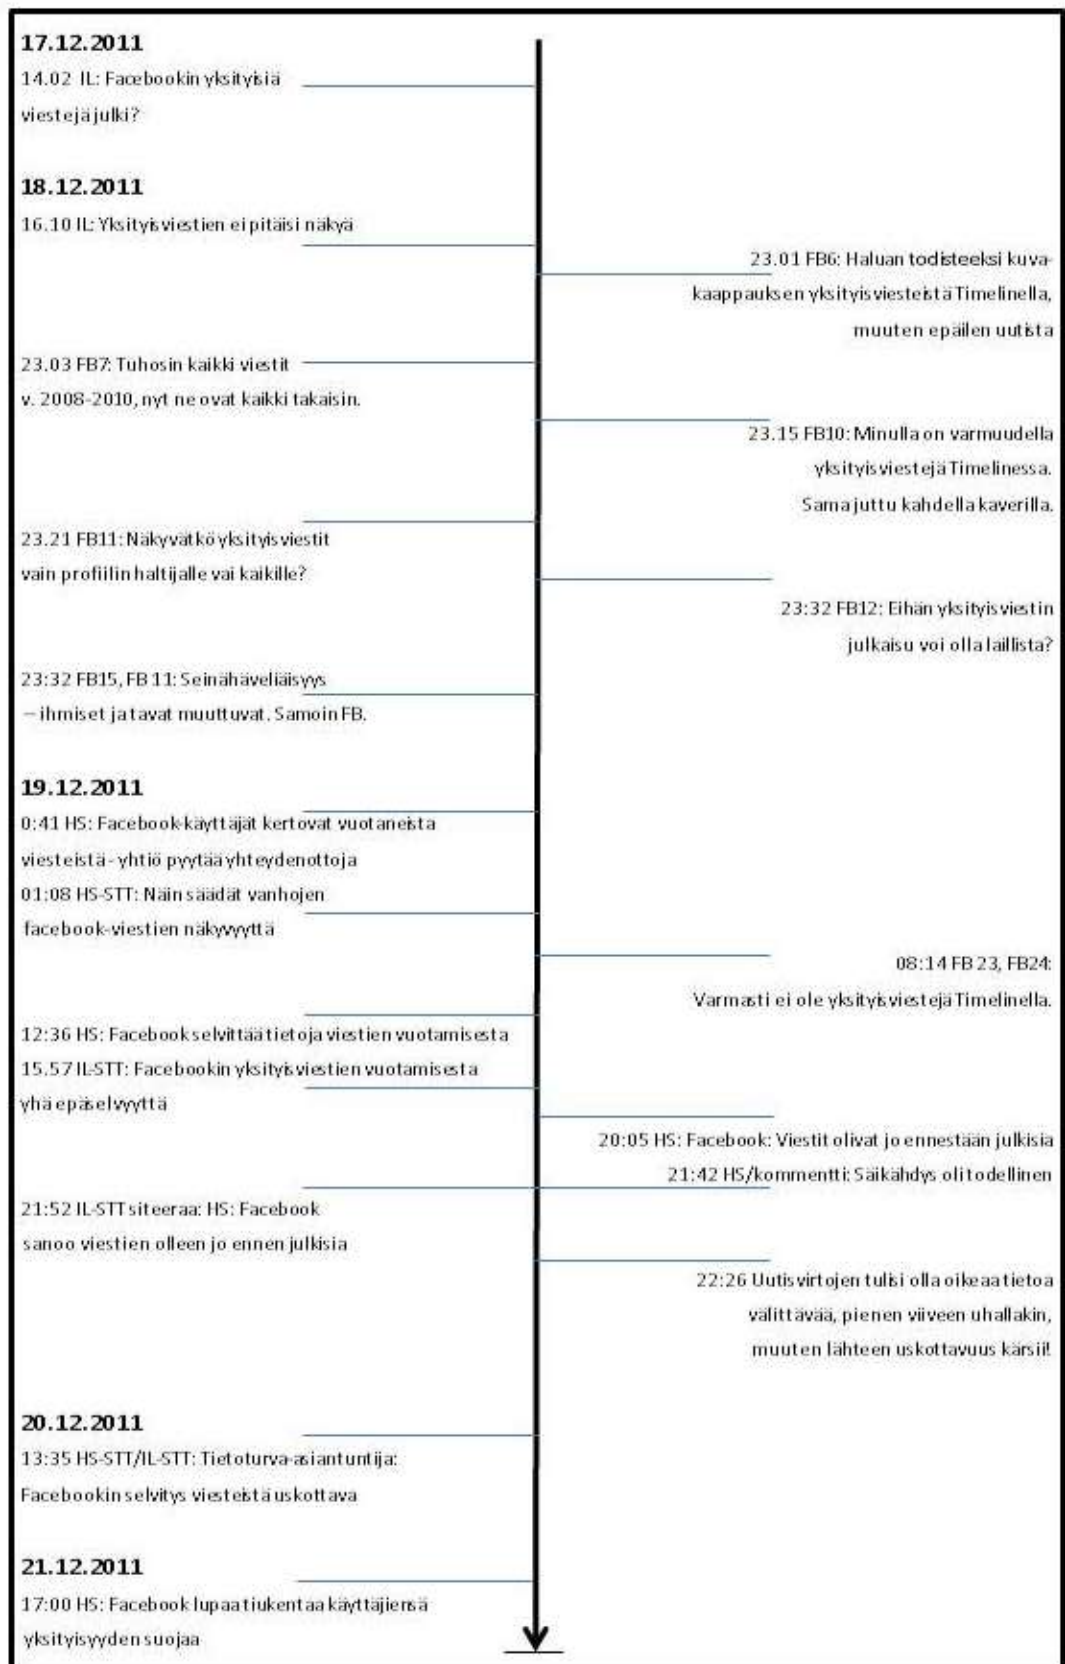 17.12.2011
14.02 IL: Facebookin yksityisiä
viestejä julki?
18.12.2011
16.10 IL: Yksityisviestien ei pitäisi näkyä
23.01 FB6: Haluan todisteeksi kuva-
kaappauksen yksityisviesteistä Timelinella,
muuten epäilen uutista
23.03 FB7: Tuhosin kaikki viestit
v. 2008-2010, nyt ne ovat kaikki takaisin.
23.15 FB10: Minulla on varmuudella
yksityisviestejä Timelinessa.
Sama juttu kahdella kaverilla.
23.21 FB11: Näkyvätkö yksityisviestit
vain profiilin haltijalle vai kaikille?
23:32 FB12: Eihän yksityisviestin
julkaisu voi olla laillista?
23:32 FB15, FB 11: Seinähäveliäisyys
– ihmiset ja tavat muuttuvat. Samoin FB.
19.12.2011
0:41 HS: Facebook-käyttäjät kertovat vuotaneista
viesteistä - yhtiö pyytää yhteydenottoja
01:08 HS-STT: Näin säädät vanhojen
facebook-viestien näkyvyyttä
08:14 FB 23, FB24:
Varmasti ei ole yksityisviestejä Timelinella.
12:36 HS: Facebook selvittää tietoja viestien vuotamisesta
15.57 IL-STT: Facebookin yksityisviestien vuotamisesta
yhä epäselvyyttä
20:05 HS: Facebook: Viestit olivat jo ennestään julkisia
21:42 HS/kommentti: Säikähdys oli todellinen
21:52 IL-STT siteeraa: HS: Facebook
sanoo viestien olleen jo ennen julkisia
22:26 Uutisvirtojen tulisi olla oikeaa tietoa
välittävää, pienen viiveen uhallakin,
muuten lähteen uskottavuus kärsii!
20.12.2011
13:35 HS-STT/IL-STT: Tietoturva-asiantuntija:
Facebookin selvitys viesteistä uskottava
21.12.2011
17:00 HS: Facebook lupaa tiukentaa käyttäjiensä
yksityisyyden suojaa